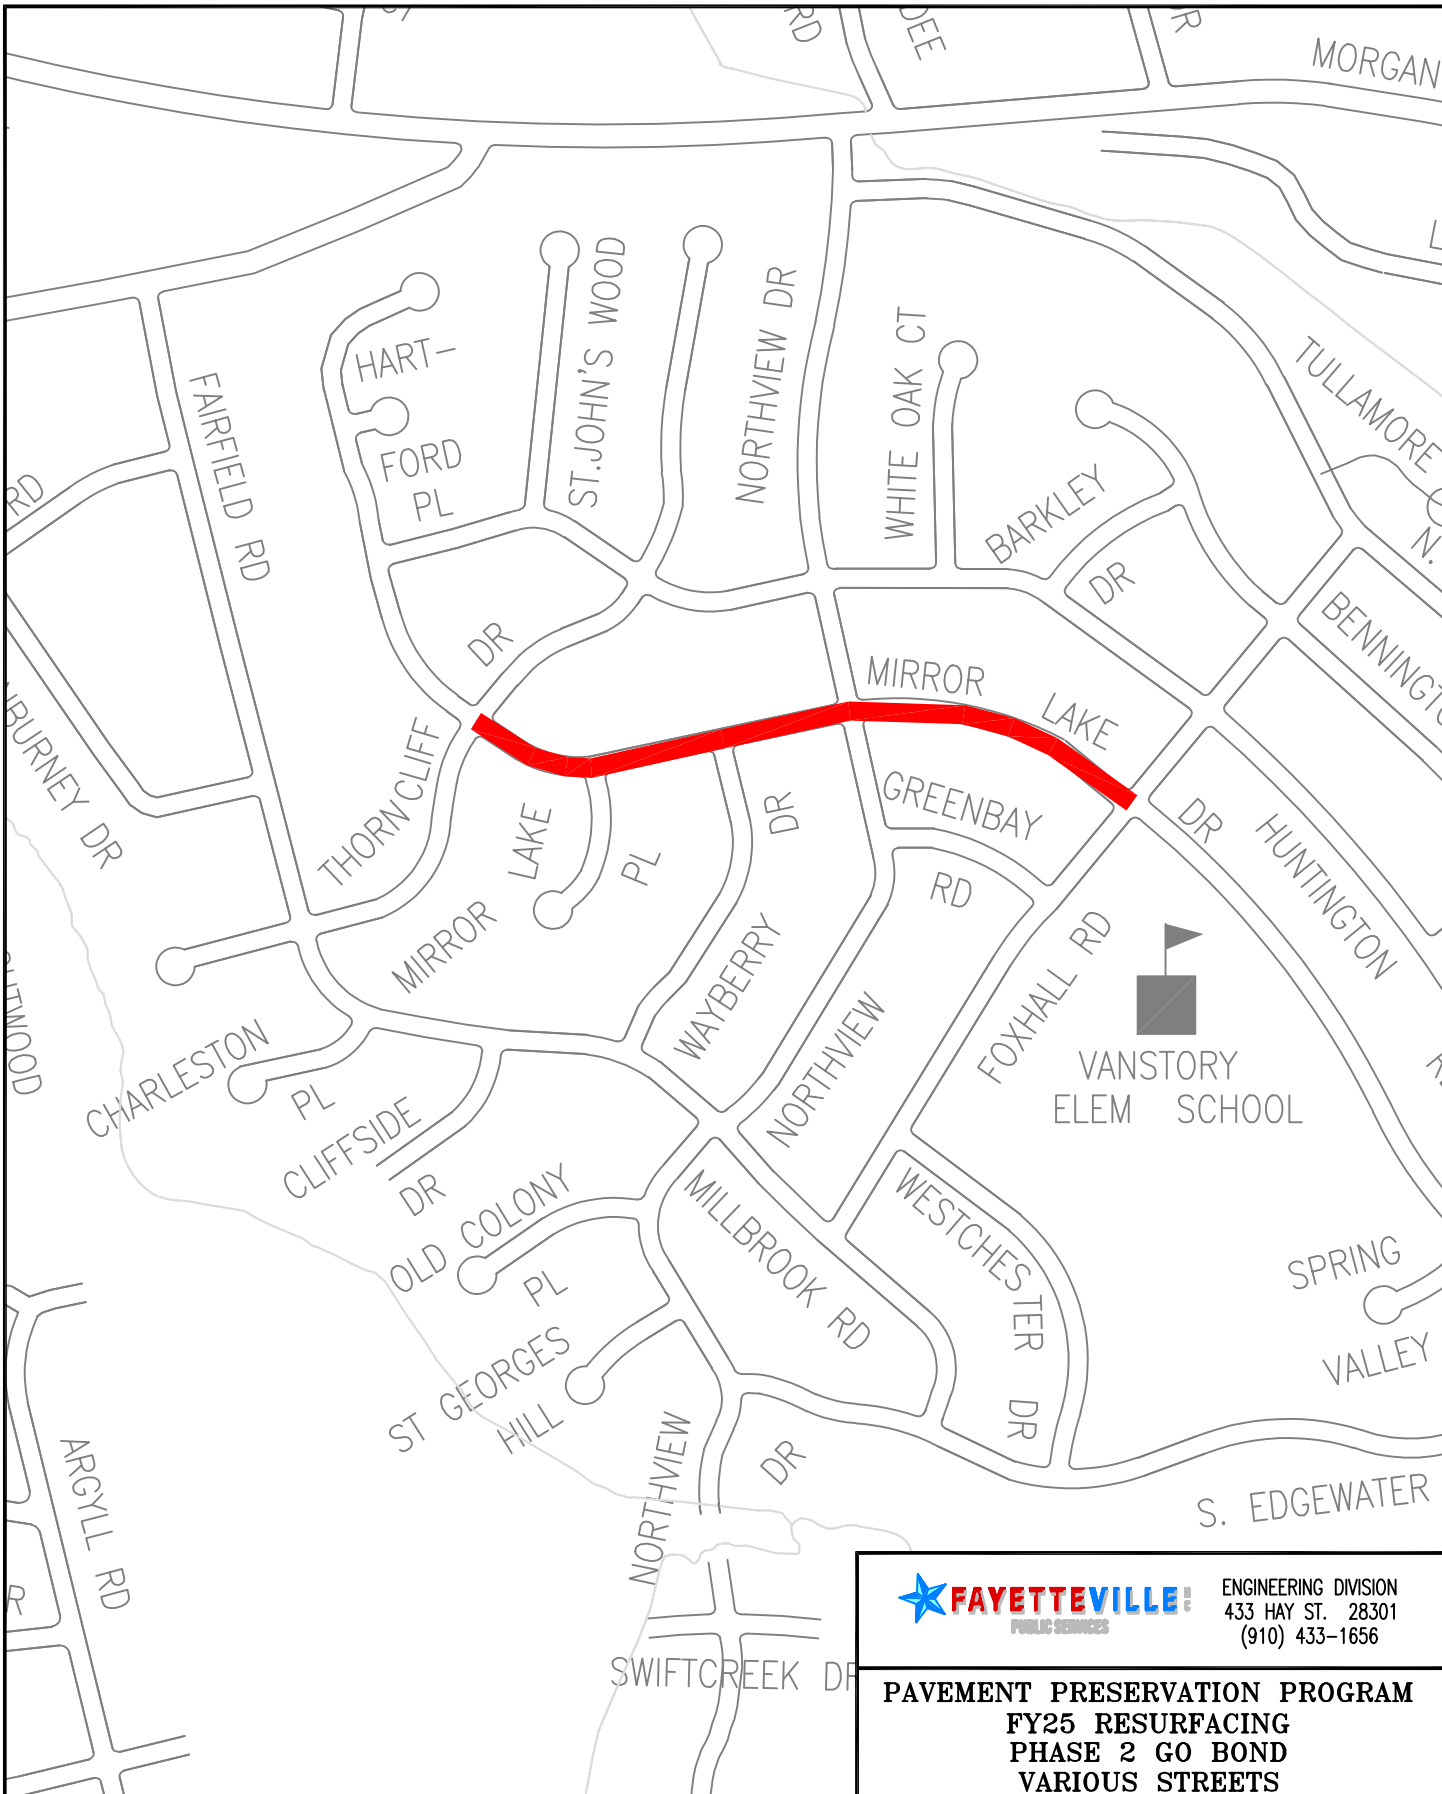 RD
DEE
DR
MORGAN
HART-
FORD
PL
ST.JOHN'S WOOD
NORTHVIEW DR
WHITE OAK CT
TULLAMORE
N.
FAIRFIELD RD
RD
BARKLEY
DR
BENNINGT
DR
MIRROR
LAKE
DR
THORNCLIFF
BURNEY DR
LAKE
PL
MIRROR
DR
WAYBERRY
GREENBAY
RD
HUNTINGTON
FOXHALL RD
NORTHVIEW
VANSTORY
ELEM SCHOOL
CHARLESTON
PL
CLIFFSIDE
DR
OLD COLONY
PL
MILLBROOK RD
WESTCHESTER
DR
SPRING
VALLEY
ST GEORGES
HILL
NORTHVIEW
DR
ARGYLL RD
S. EDGEWATER
R
SWIFTCREEK DR
FAYETTEVILLE
PUBLIC SERVICES
ENGINEERING DIVISION
433 HAY ST. 28301
(910) 433-1656
PAVEMENT PRESERVATION PROGRAM
FY25 RESURFACING
PHASE 2 GO BOND
VARIOUS STREETS